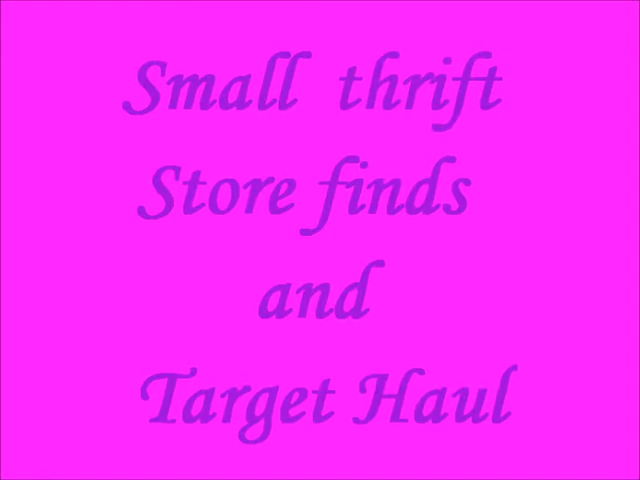 Small thrift
Store finds
and
Target Haul